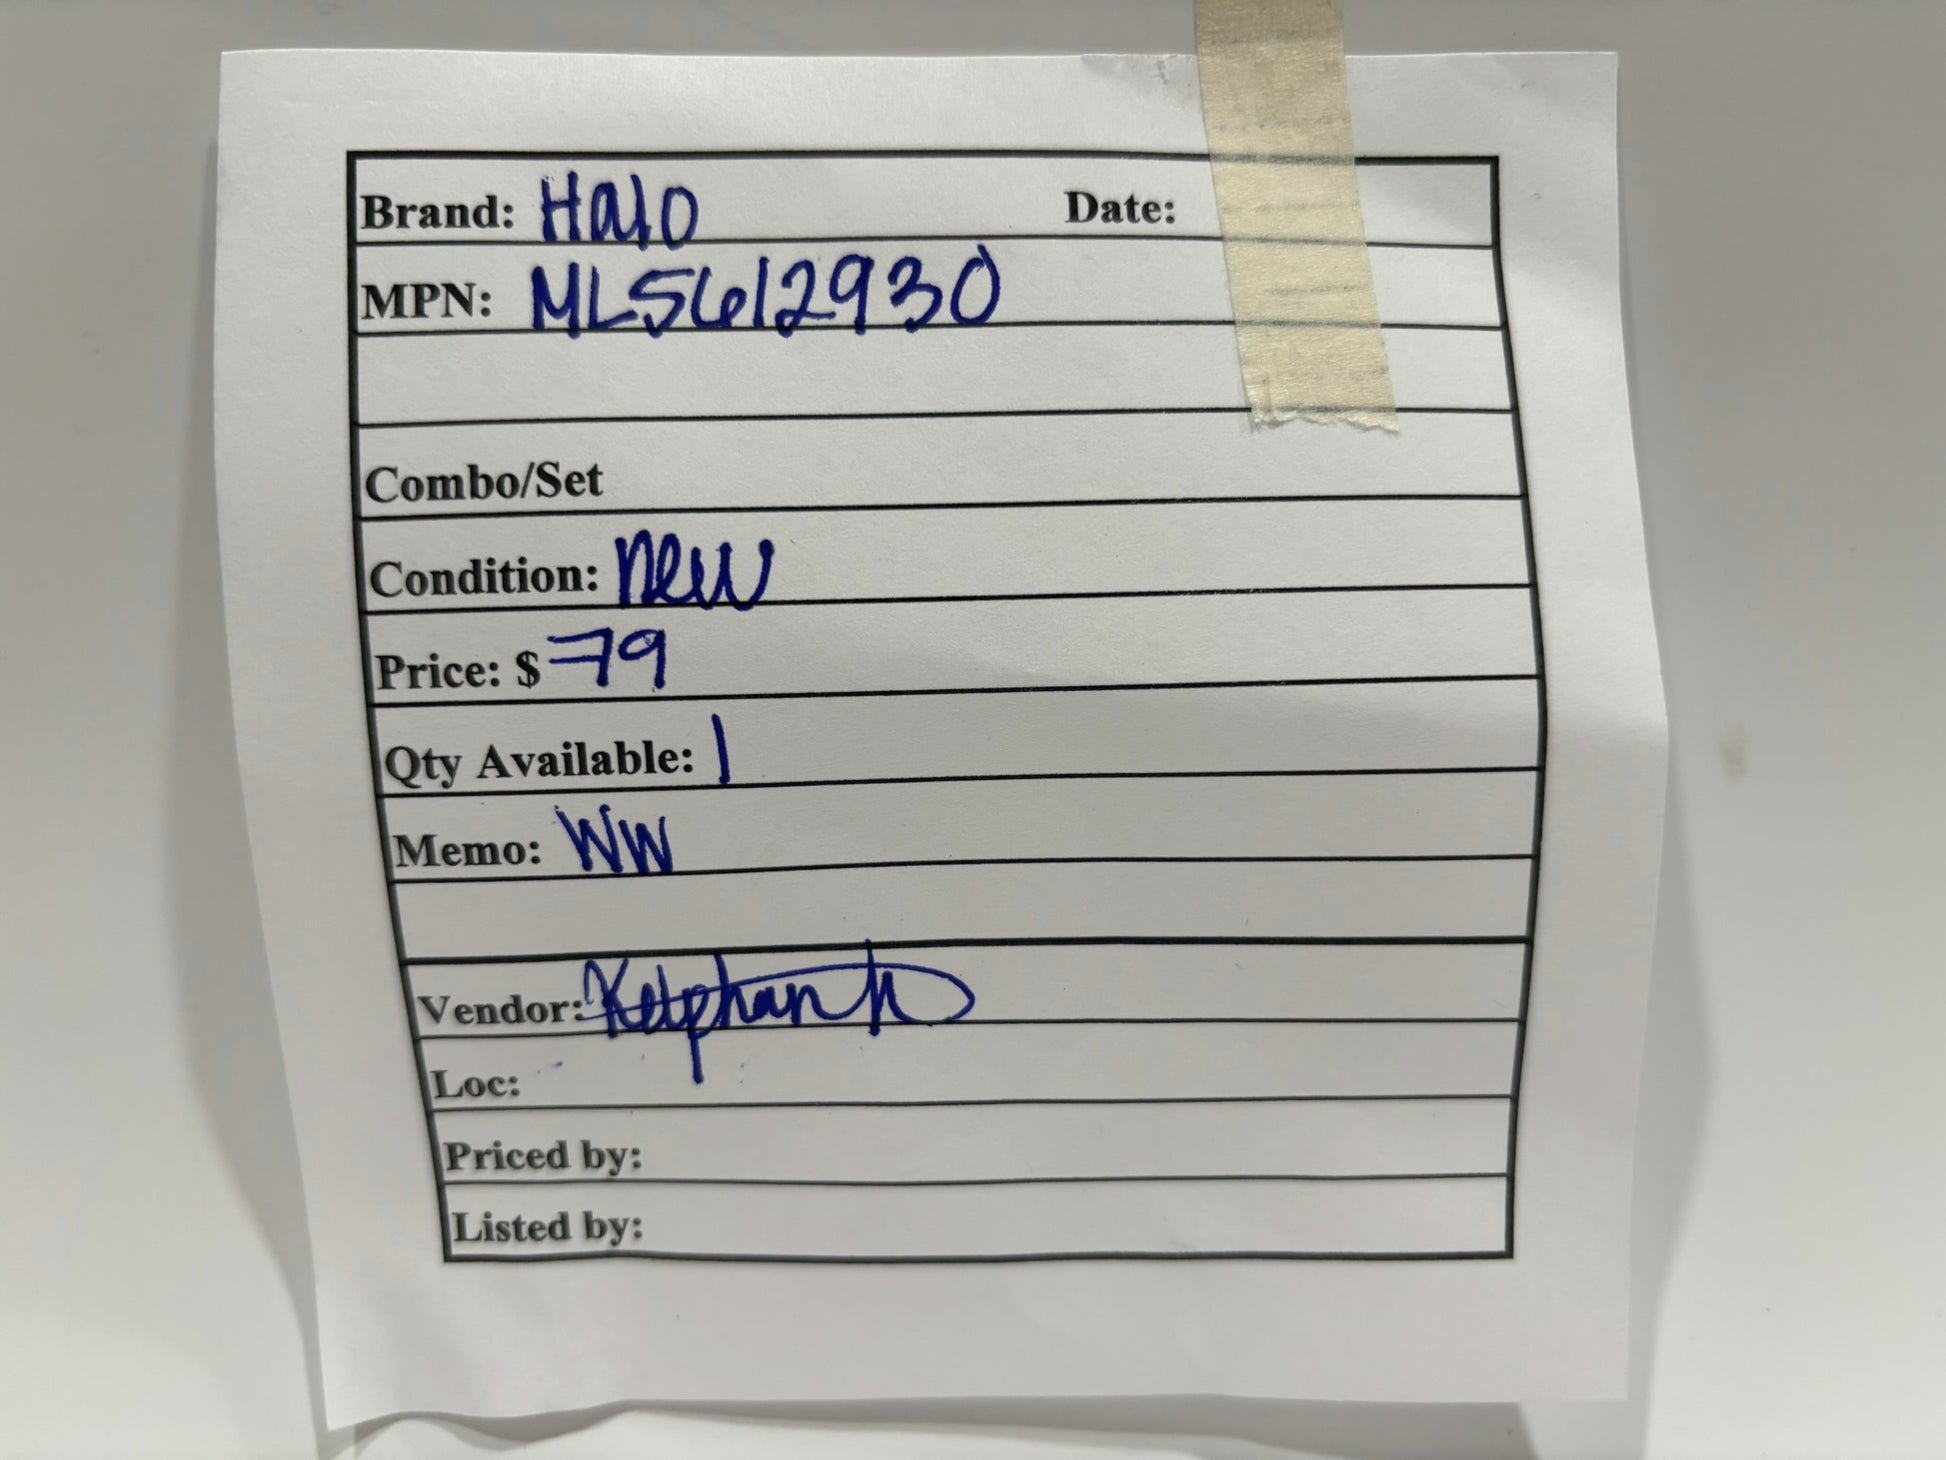 Brand: Halo Date:
MPN: ML5612930
Combo/Set
Condition: new
Price: $ 79
Qty Available: 1
Memo: WW
Vendor:
Loc:
Priced by:
Listed by: